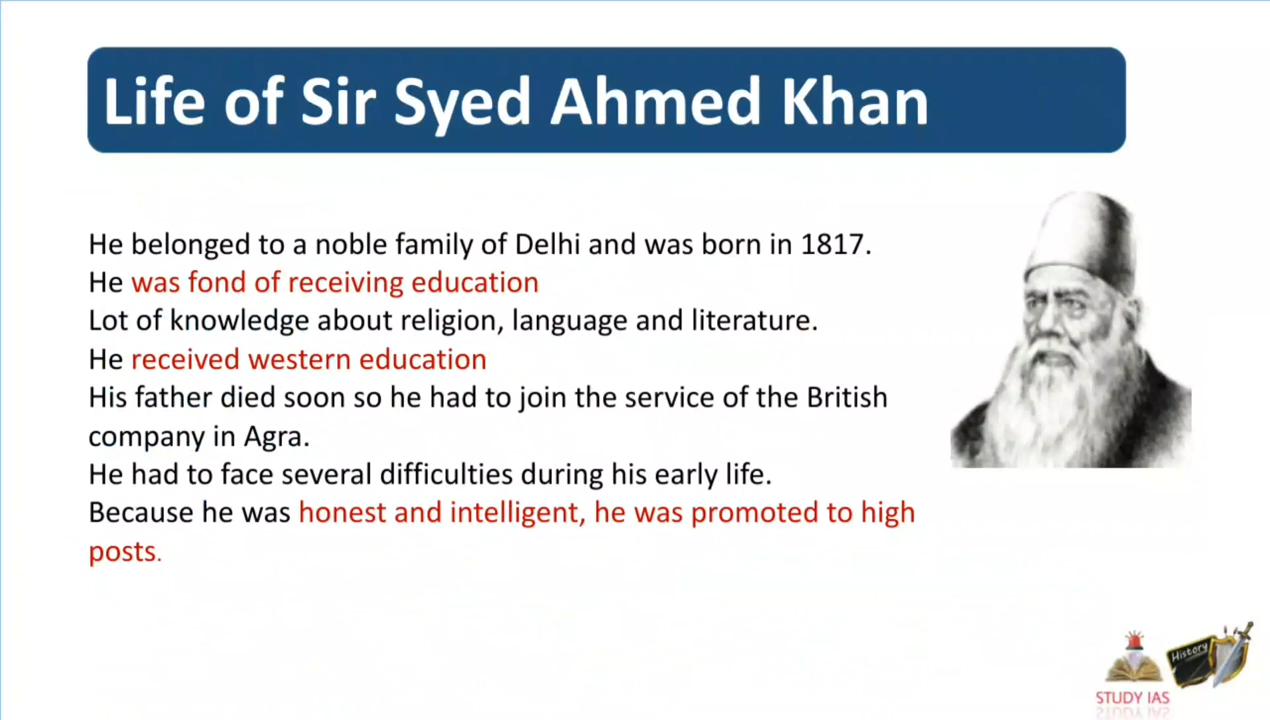 Life of Sir Syed Ahmed Khan
He belonged to a noble family of Delhi and was born in 1817.
He was fond of receiving education
Lot of knowledge about religion, language and literature.
He received western education
His father died soon so he had to join the service of the British
company in Agra.
He had to face several difficulties during his early life.
Because he was honest and intelligent, he was promoted to high
posts.
History
STUDY IAS